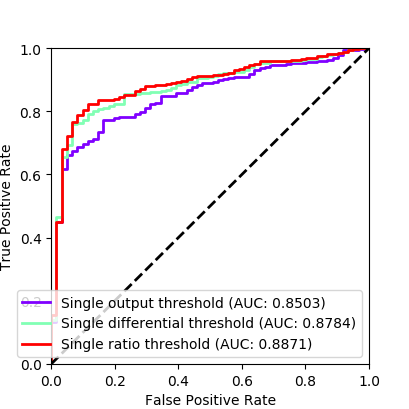 1.0
0.8
0.6
0.4
0.2
0.0
True Positive Rate
Single output threshold (AUC: 0.8503)
Single differential threshold (AUC: 0.8784)
Single ratio threshold (AUC: 0.8871)
0.0 0.2 0.4 0.6 0.8 1.0
False Positive Rate